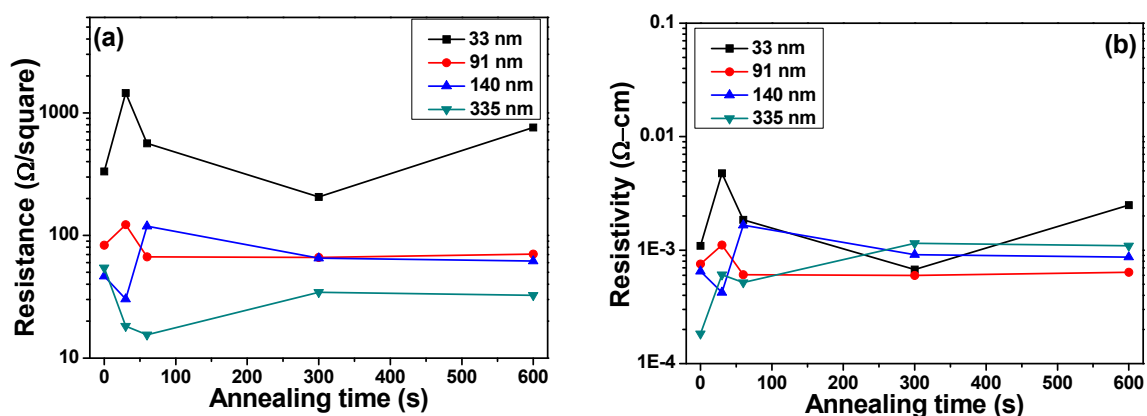 (a)
33 nm
91 nm
140 nm
335 nm
Resistance (Ω/square)
1000
100
10
0 100 200 300 400 500 600
Annealing time (s)
(b)
33 nm
91 nm
140 nm
335 nm
Resistivity (Ω−cm)
0.1
0.01
1E-3
1E-4
0 100 200 300 400 500 600
Annealing time (s)